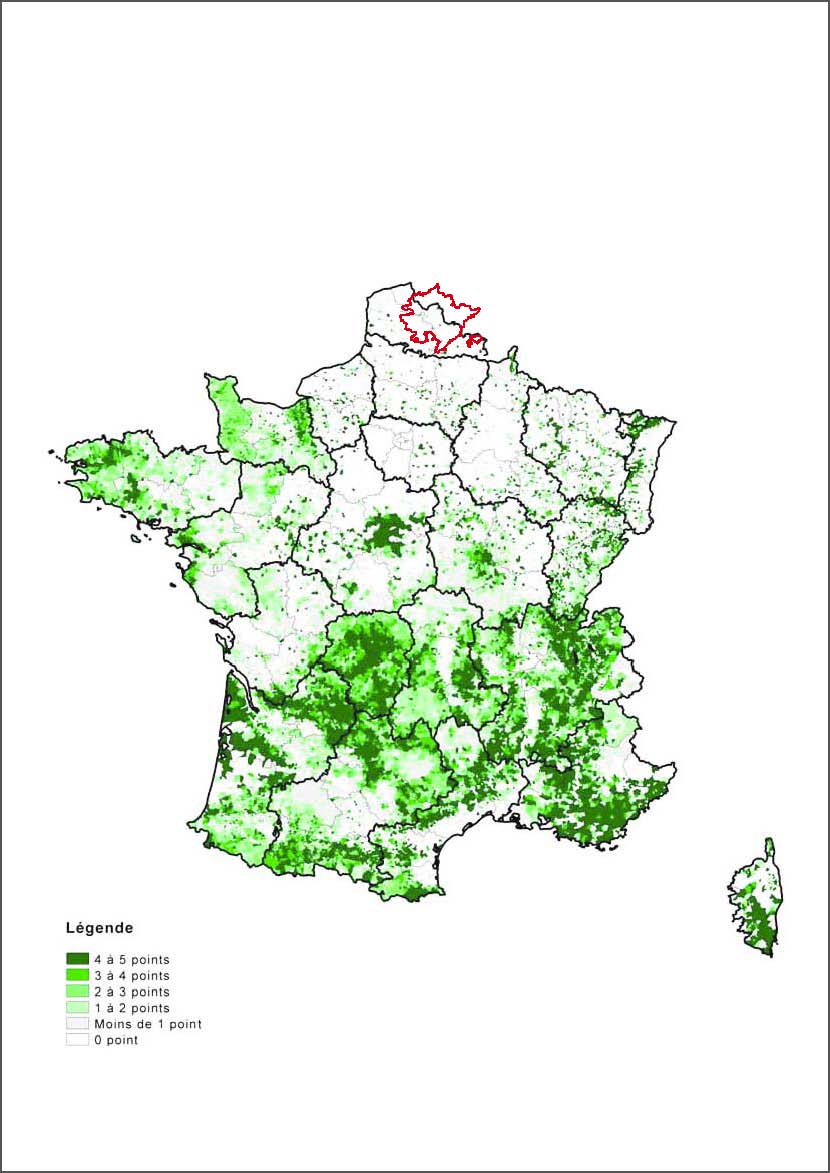 Légende
4 à 5 points
3 à 4 points
2 à 3 points
1 à 2 points
Moins de 1 point
0 point